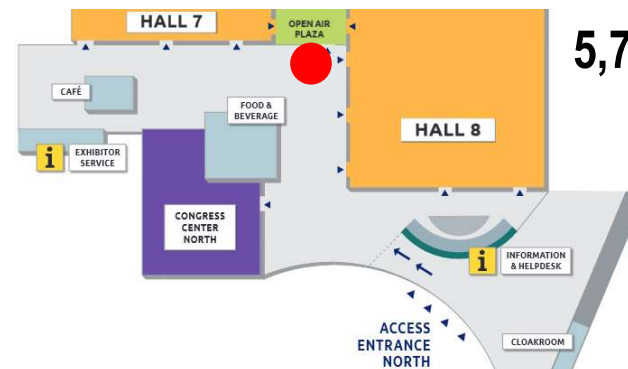 HALL 7
OPEN AIR
PLAZA
5,7
CAFÉ
FOOD &
BEVERAGE
HALL 8
i
EXHIBITOR
SERVICE
CONGRESS
CENTER
NORTH
i
INFORMATION
& HELPDESK
ACCESS
ENTRANCE
NORTH
CLOAKROOM